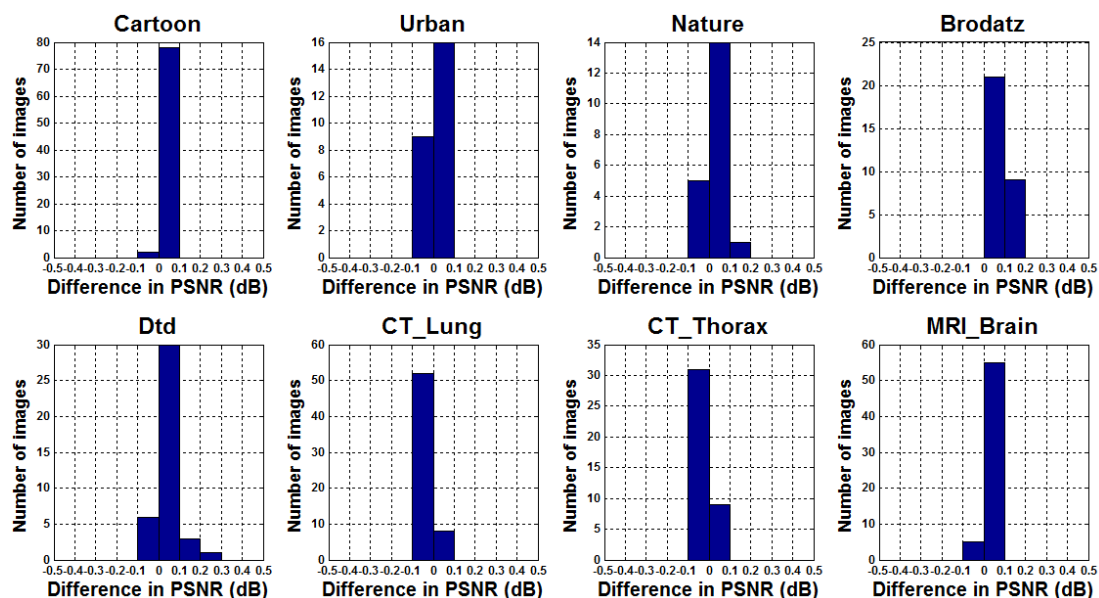 Cartoon
Number of images
80
70
60
50
40
30
20
10
0
-0.5-0.4-0.3-0.2-0.1 0 0.1 0.2 0.3 0.4 0.5
Difference in PSNR (dB)
Urban
Number of images
16
14
12
10
8
6
4
2
0
-0.5-0.4-0.3-0.2-0.1 0 0.1 0.2 0.3 0.4 0.5
Difference in PSNR (dB)
Nature
Number of images
14
12
10
8
6
4
2
0
-0.5-0.4-0.3-0.2-0.1 0 0.1 0.2 0.3 0.4 0.5
Difference in PSNR (dB)
Brodatz
Number of images
25
20
15
10
5
0
-0.5-0.4-0.3-0.2-0.1 0 0.1 0.2 0.3 0.4 0.5
Difference in PSNR (dB)
Dtd
Number of images
30
25
20
15
10
5
0
-0.5-0.4-0.3-0.2-0.1 0 0.1 0.2 0.3 0.4 0.5
Difference in PSNR (dB)
CT_Lung
Number of images
60
50
40
30
20
10
0
-0.5-0.4-0.3-0.2-0.1 0 0.1 0.2 0.3 0.4 0.5
Difference in PSNR (dB)
CT_Thorax
Number of images
35
30
25
20
15
10
5
0
-0.5-0.4-0.3-0.2-0.1 0 0.1 0.2 0.3 0.4 0.5
Difference in PSNR (dB)
MRI_Brain
Number of images
60
50
40
30
20
10
0
-0.5-0.4-0.3-0.2-0.1 0 0.1 0.2 0.3 0.4 0.5
Difference in PSNR (dB)